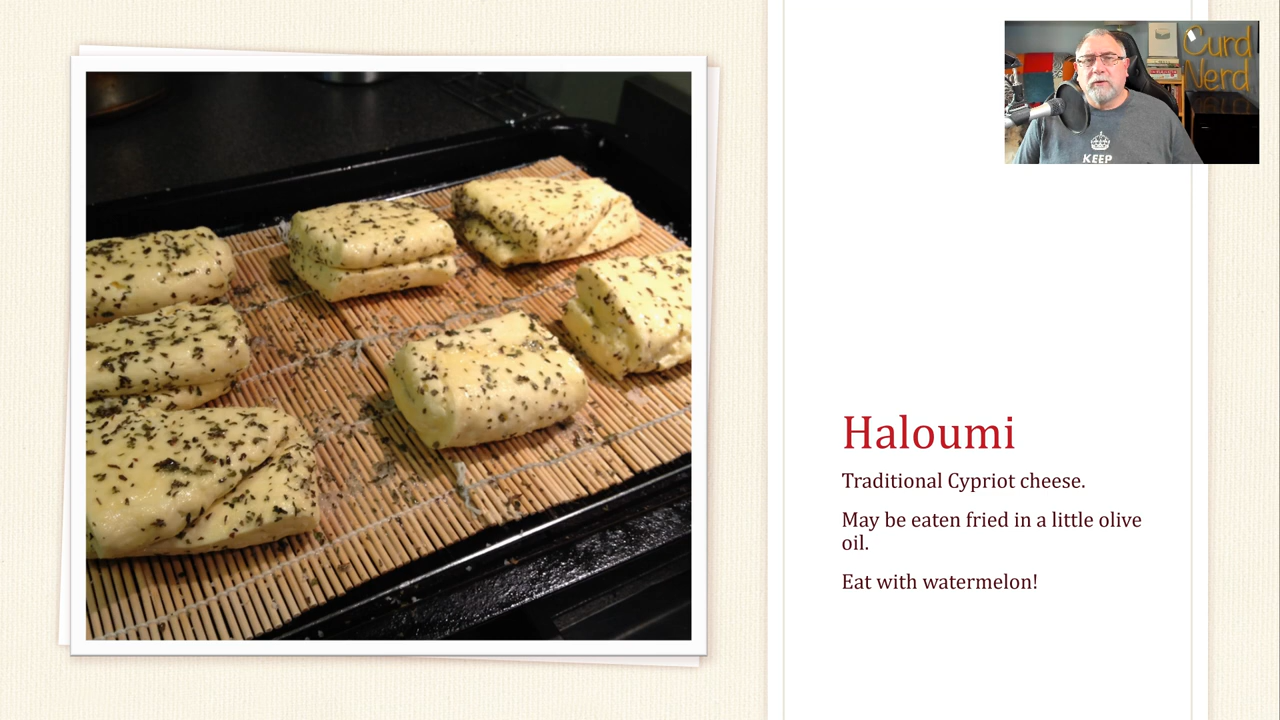 Curd
Nerd
KEEP
Haloumi
Traditional Cypriot cheese.
May be eaten fried in a little olive
oil.
Eat with watermelon!